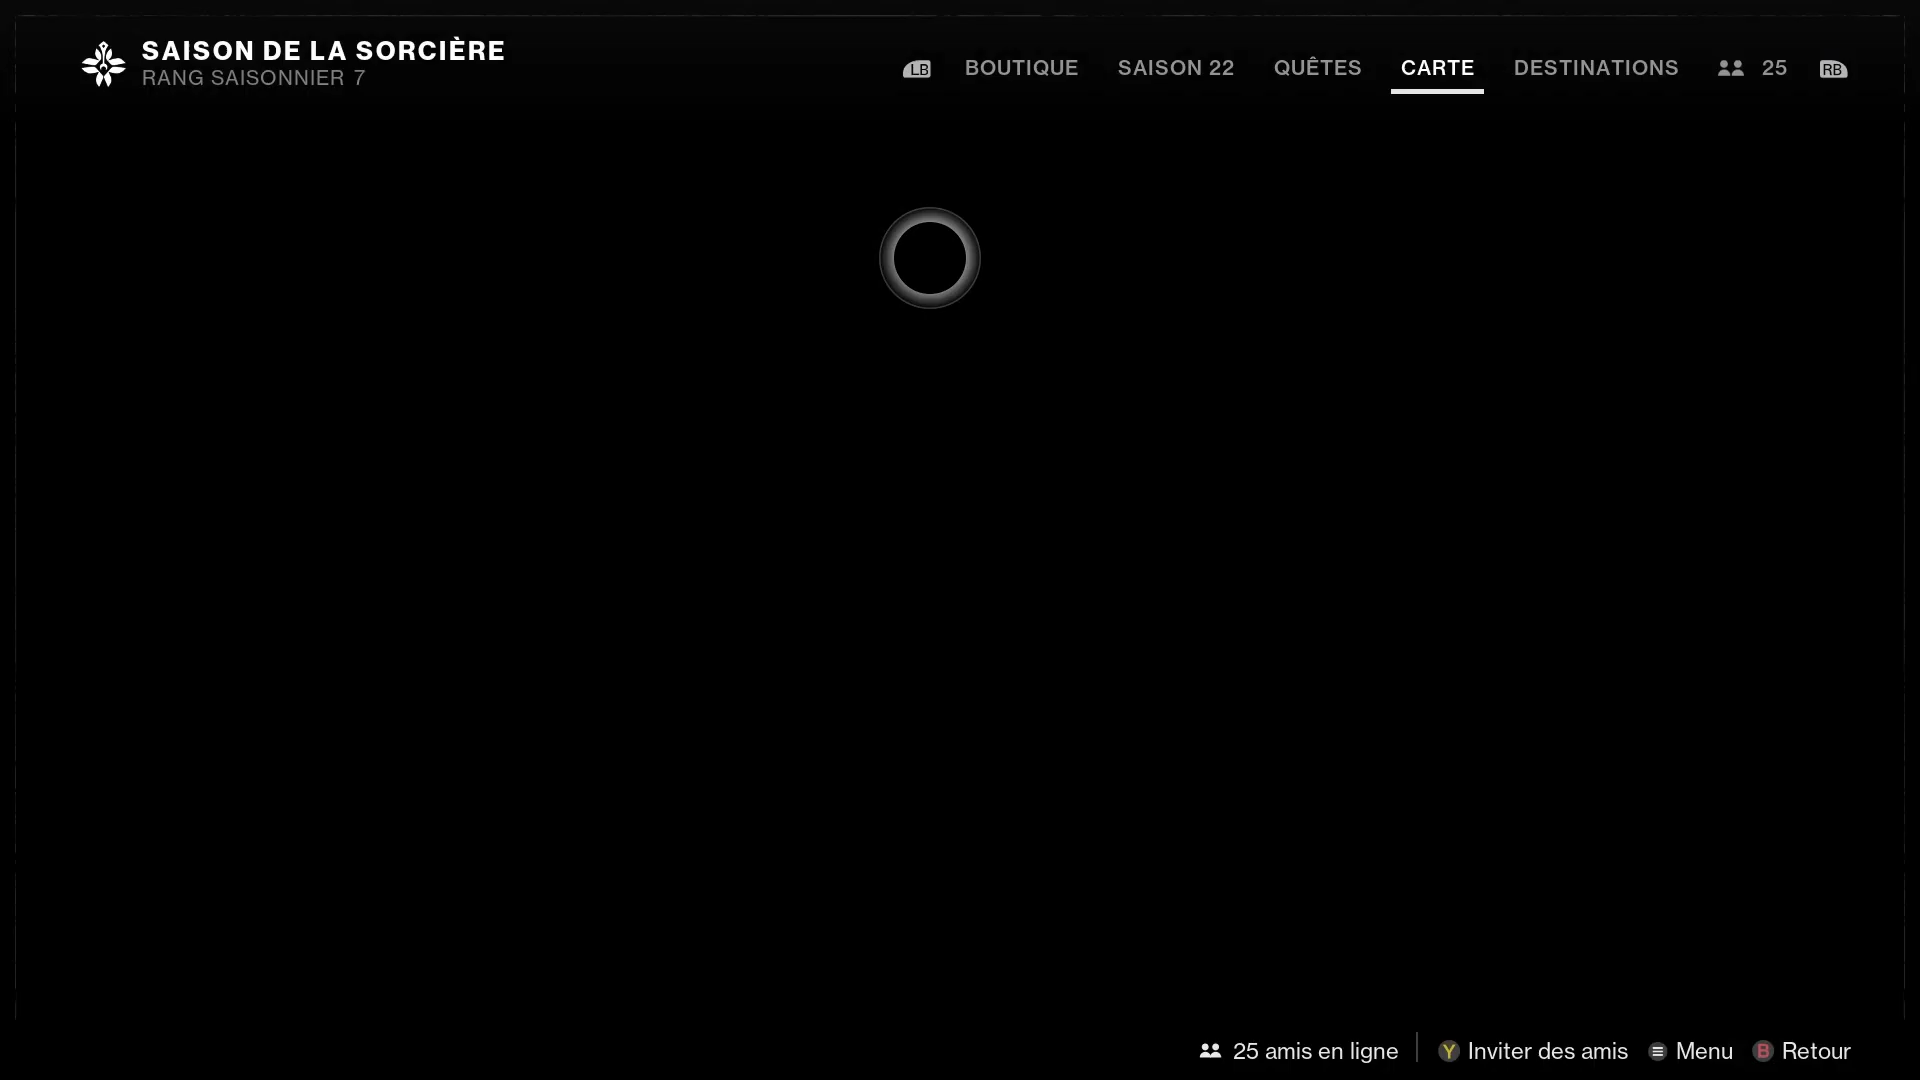 SAISON DE LA SORCIÈRE
RANG SAISONNIER 7
LB BOUTIQUE SAISON 22 QUÊTES CARTE DESTINATIONS 25 RB
25 amis en ligne Y Inviter des amis Menu B Retour